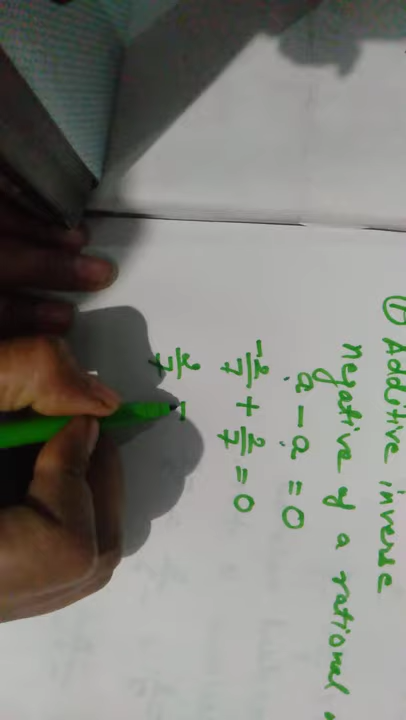 ① Additive inverse
negative of a rational
a - a = 0
-2/7 + 2/7 = 0
2/7 -